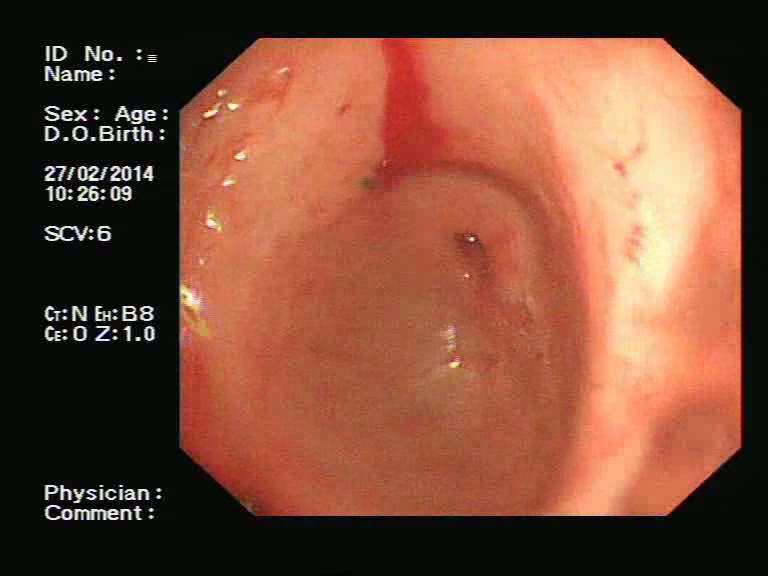 ID No. :
Name:
Sex: Age:
D.O.Birth:
27/02/2014
10:26:09
SCV:6
CT:N EH:B8
CE:0 Z:1.0
Physician:
Comment: